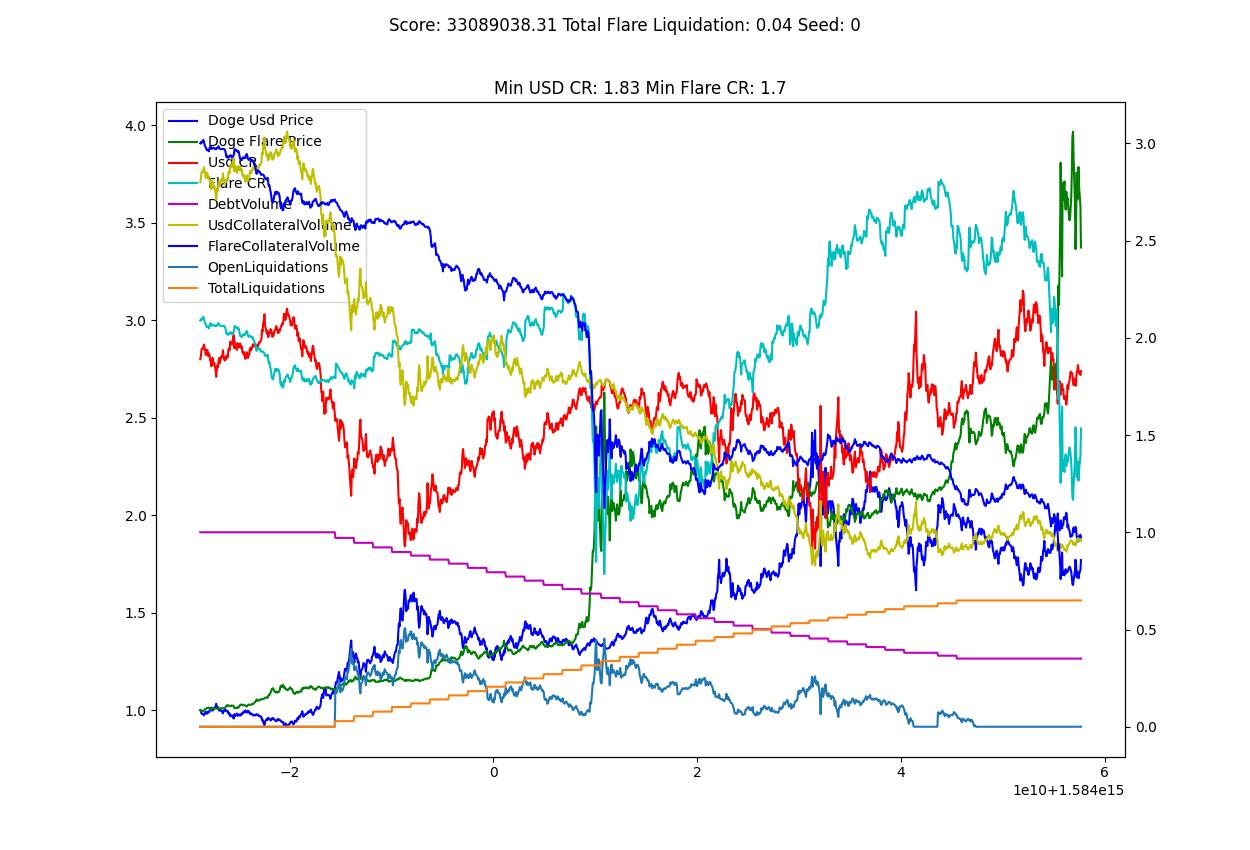 Score: 33089038.31 Total Flare Liquidation: 0.04 Seed: 0
Min USD CR: 1.83 Min Flare CR: 1.7
Doge Usd Price
Doge Flare Price
Usd CR
Flare CR
DebtVolume
UsdCollateralVolume
FlareCollateralVolume
OpenLiquidations
TotalLiquidations
4.0
3.5
3.0
2.5
2.0
1.5
1.0
3.0
2.5
2.0
1.5
1.0
0.5
0.0
−2
0
2
4
6
1e10+1.584e15